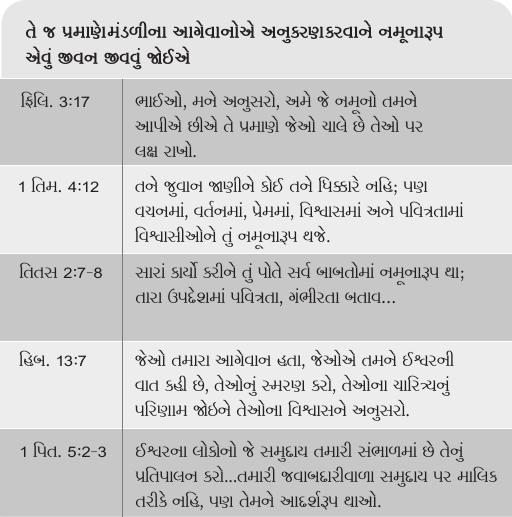 તે જ પ્રમાણેમંડળીના આગેવાનોએ અનુકરણકરવાને નમૂનારૂપ
એવું જીવન જીવવું જોઈએ
ફિલિ. 3:17
ભાઈઓ, મને અનુસરો, અમે જે નમૂનો તમને
આપીએ છીએ તે પ્રમાણે જેઓ ચાલે છે તેઓ પર
લક્ષ રાખો.
1 તિમ. 4:12
તને જુવાન જાણીને કોઈ તને ધિક્કારે નહિ; પણ
વચનમાં, વર્તનમાં, પ્રેમમાં, વિશ્વાસમાં અને પવિત્રતામાં
વિશ્વાસીઓને તું નમૂનારૂપ થજે.
તિતસ 2:7-8
સારાં કાર્યો કરીને તું પોતે સર્વ બાબતોમાં નમૂનારૂપ થા;
તારા ઉપદેશમાં પવિત્રતા, ગંભીરતા બતાવ...
હિબ. 13:7
જેઓ તમારા આગેવાન હતા, જેઓએ તમને ઈશ્વરની
વાત કહી છે, તેઓનું સ્મરણ કરો, તેઓના ચારિત્ર્યનું
પરિણામ જોઇને તેઓના વિશ્વાસને અનુસરો.
1 પિત. 5:2-3
ઈશ્વરના લોકોનો જે સમુદાય તમારી સંભાળમાં છે તેનું
પ્રતિપાલન કરો...તમારી જવાબદારીવાળા સમુદાય પર માલિક
તરીકે નહિ, પણ તેમને આદર્શરૂપ થાઓ.